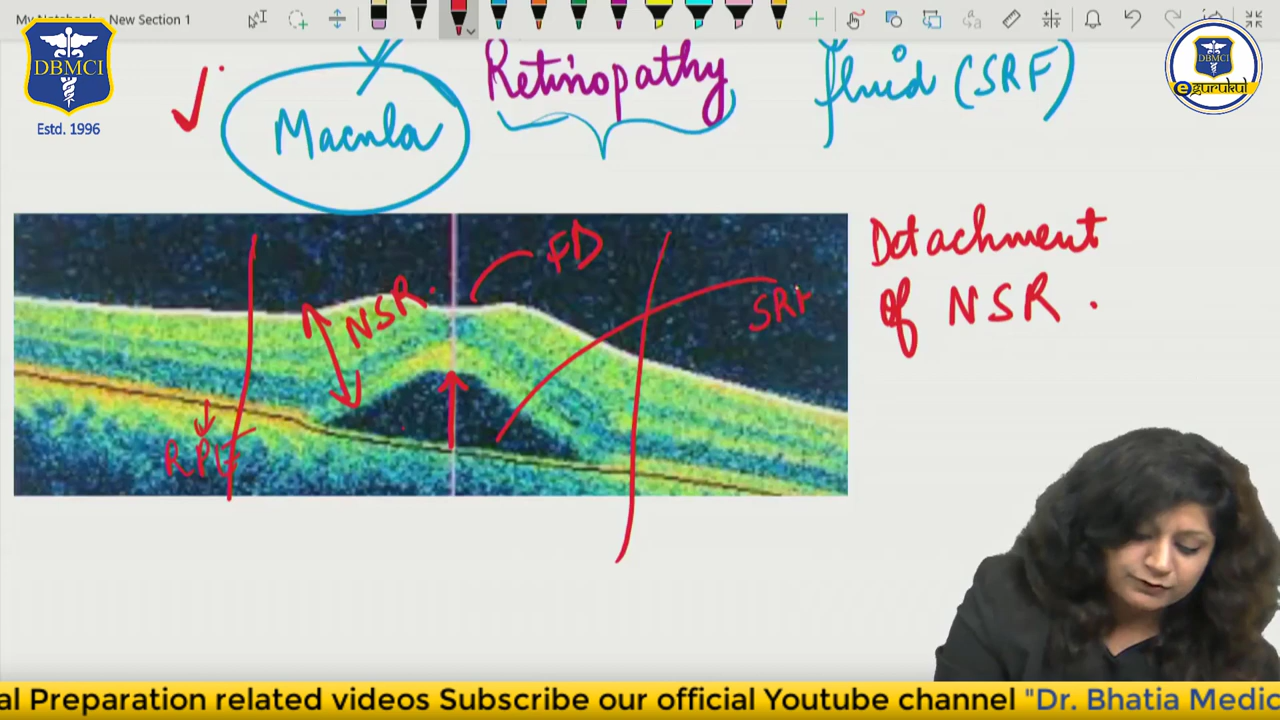 My Notebook - New Section 1
DBMCI
Estd. 1996
DBMCI
egurukul
Macula
Retinopathy
fluid (SRF)
FD
NSR.
SRF
RPE
Detachment
of NSR.
al Preparation related videos Subscribe our official Youtube channel "Dr. Bhatia Medic